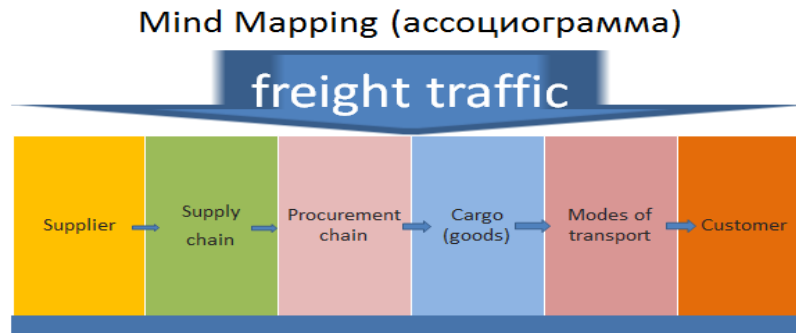 Mind Mapping (ассоциограмма)
freight traffic
Supplier
Supply
chain
Procurement
chain
Cargo
(goods)
Modes of
transport
Customer